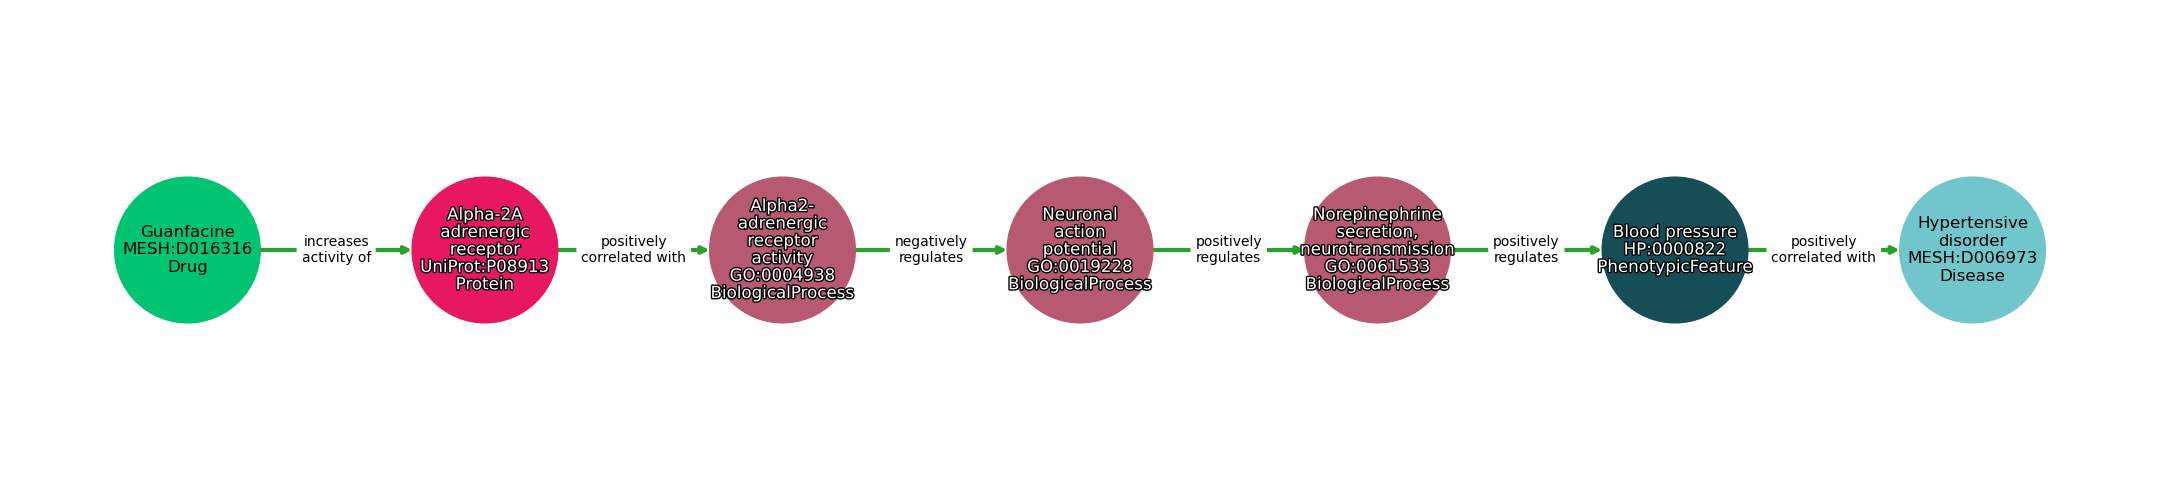 Guanfacine
MESH:D016316
Drug
increases
activity of
Alpha-2A
adrenergic
receptor
UniProt:P08913
Protein
positively
correlated with
Alpha2-
adrenergic
receptor
activity
GO:0004938
BiologicalProcess
negatively
regulates
Neuronal
action
potential
GO:0019228
BiologicalProcess
positively
regulates
Norepinephrine
secretion,
neurotransmission
GO:0061533
BiologicalProcess
positively
regulates
Blood pressure
HP:0000822
PhenotypicFeature
positively
correlated with
Hypertensive
disorder
MESH:D006973
Disease